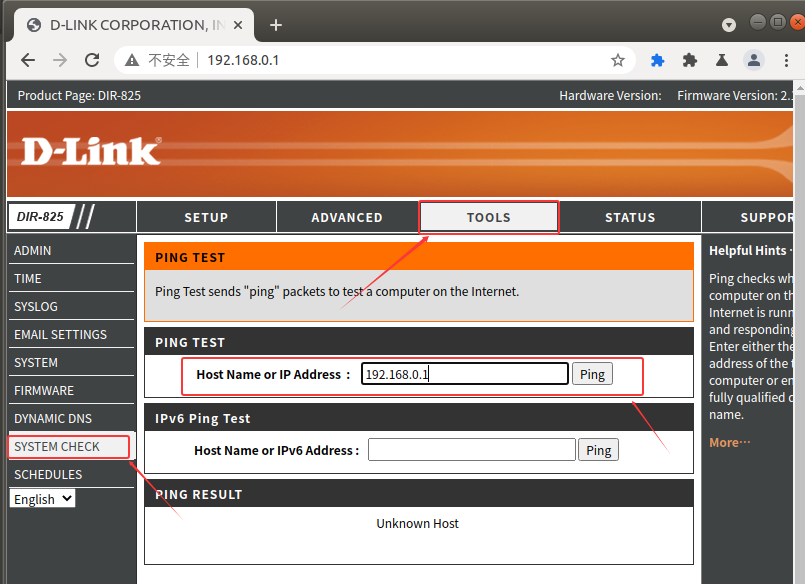 D-LINK CORPORATION, IN
不安全 192.168.0.1
Product Page: DIR-825 Hardware Version: Firmware Version: 2.
D-Link®
DIR-825 SETUP ADVANCED TOOLS STATUS SUPPOR
ADMIN
TIME
SYSLOG
EMAIL SETTINGS
SYSTEM
FIRMWARE
DYNAMIC DNS
SYSTEM CHECK
SCHEDULES
English
PING TEST
Ping Test sends "ping" packets to test a computer on the Internet.
PING TEST
Host Name or IP Address : 192.168.0.1 Ping
IPv6 Ping Test
Host Name or IPv6 Address : Ping
PING RESULT
Unknown Host
Helpful Hints
Ping checks wh
computer on th
Internet is runn
and responding
Enter either the
address of the t
computer or en
fully qualified
name.
More…